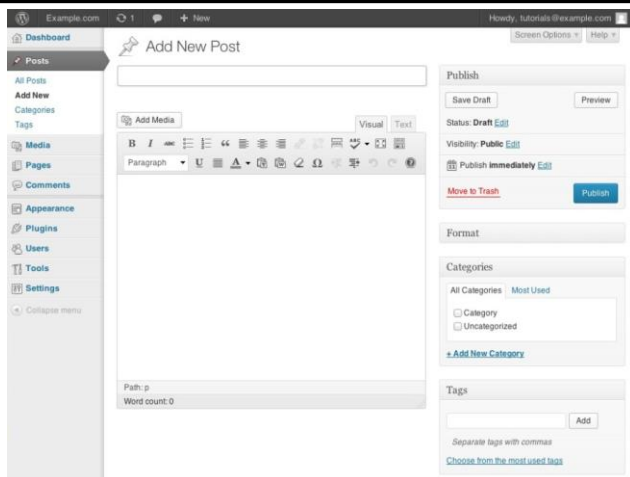 Example.com
1
+ New
Howdy, tutorials@example.com
Dashboard
Posts
All Posts
Add New
Categories
Tags
Media
Pages
Comments
Appearance
Plugins
Users
Tools
Settings
Collapse menu
Screen Options
Help
Add New Post
Add Media
Visual Text
B I ABC
Paragraph U A Ω
Path: p
Word count: 0
Publish
Save Draft Preview
Status: Draft Edit
Visibility: Public Edit
Publish immediately Edit
Move to Trash Publish
Format
Categories
All Categories Most Used
Category
Uncategorized
+ Add New Category
Tags
Add
Separate tags with commas
Choose from the most used tags